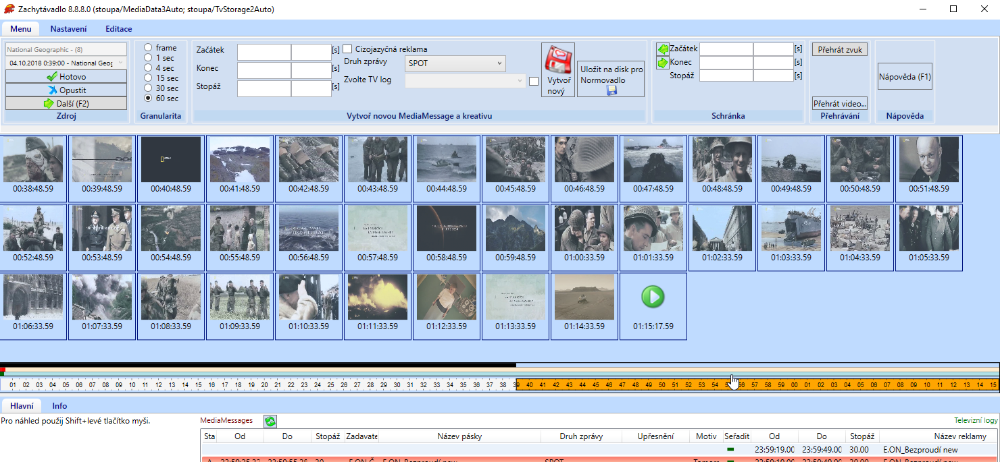 Zachytávadlo 8.8.8.0 (stoupa/MediaData3Auto; stoupa/TvStorage2Auto)
Menu Nastavení Editace
National Geographic - (8)
04.10.2018 0:39:00 - National Geog
Hotovo
Opustit
Další (F2)
Zdroj
frame
1 sec
4 sec
15 sec
30 sec
60 sec
Granularita
Začátek [s]
Konec [s]
Stopáž [s]
Cizojazyčná reklama
Druh zprávy SPOT
Zvolte TV log
Vytvoř
nový
Uložit na disk pro
Normovadlo
Vytvoř novou MediaMessage a kreativu
Začátek [s]
Konec [s]
Stopáž [s]
Schránka
Přehrát zvuk
Přehrát video...
Přehrávání
Nápověda (F1)
Nápověda
00:38:48.59 00:39:48.59 00:40:48.59 00:41:48.59 00:42:48.59 00:43:48.59 00:44:48.59 00:45:48.59 00:46:48.59 00:47:48.59 00:48:48.59 00:49:48.59 00:50:48.59 00:51:48.59
00:52:48.59 00:53:48.59 00:54:48.59 00:55:48.59 00:56:48.59 00:57:48.59 00:58:48.59 00:59:48.59 01:00:33.59 01:01:33.59 01:02:33.59 01:03:33.59 01:04:33.59 01:05:33.59
01:06:33.59 01:07:33.59 01:08:33.59 01:09:33.59 01:10:33.59 01:11:33.59 01:12:33.59 01:13:33.59 01:14:33.59 01:15:17.59
01 02 03 04 05 06 07 08 09 10 11 12 13 14 15 16 17 18 19 20 21 22 23 24 25 26 27 28 29 30 31 32 33 34 35 36 37 38 39 40 41 42 43 44 45 46 47 48 49 50 51 52 53 54 56 57 58 59 00 01 02 03 04 05 06 07 08 09 10 11 12 13 14 15
Hlavní Info
Pro náhled použij Shift+levé tlačítko myši.
MediaMessages
Televizní logy
Sta Od Do Stopáž Zadavate Název pásky Druh zprávy Upřesnění Motiv Seřadit Od Do Stopáž Název reklamy
23:59:19.00 23:59:49.00 30.00 E.ON_Bezproudí new